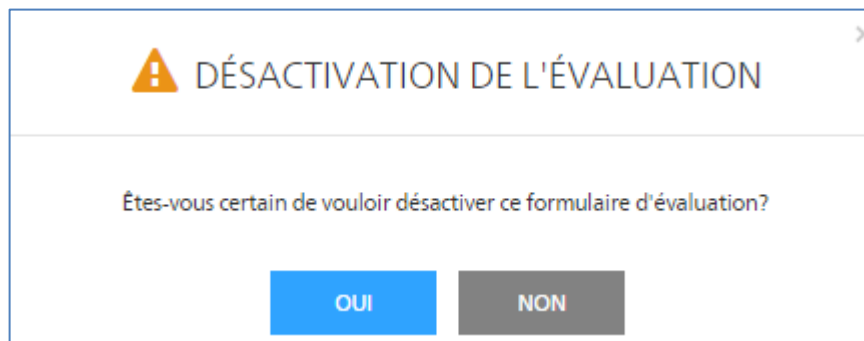 DÉSACTIVATION DE L'ÉVALUATION
Êtes-vous certain de vouloir désactiver ce formulaire d'évaluation?
OUI
NON